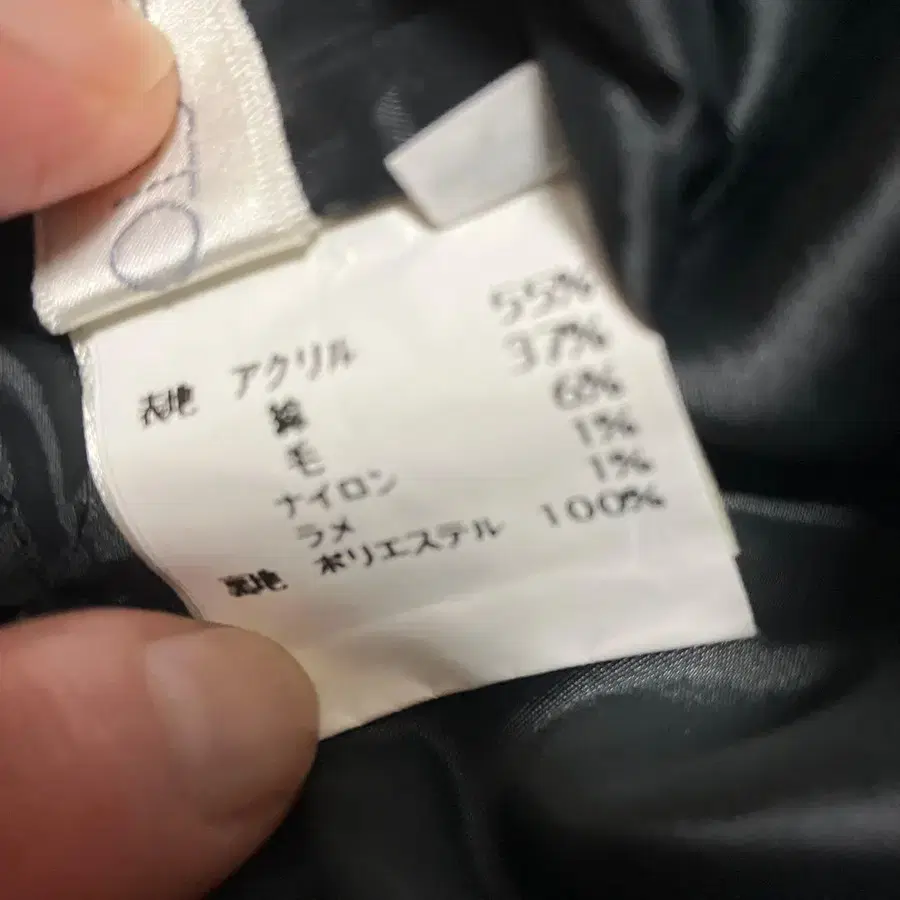 表地 アクリル 55%
綿 37%
毛 6%
ナイロン 1%
ラメ 1%
裏地 ポリエステル 100%